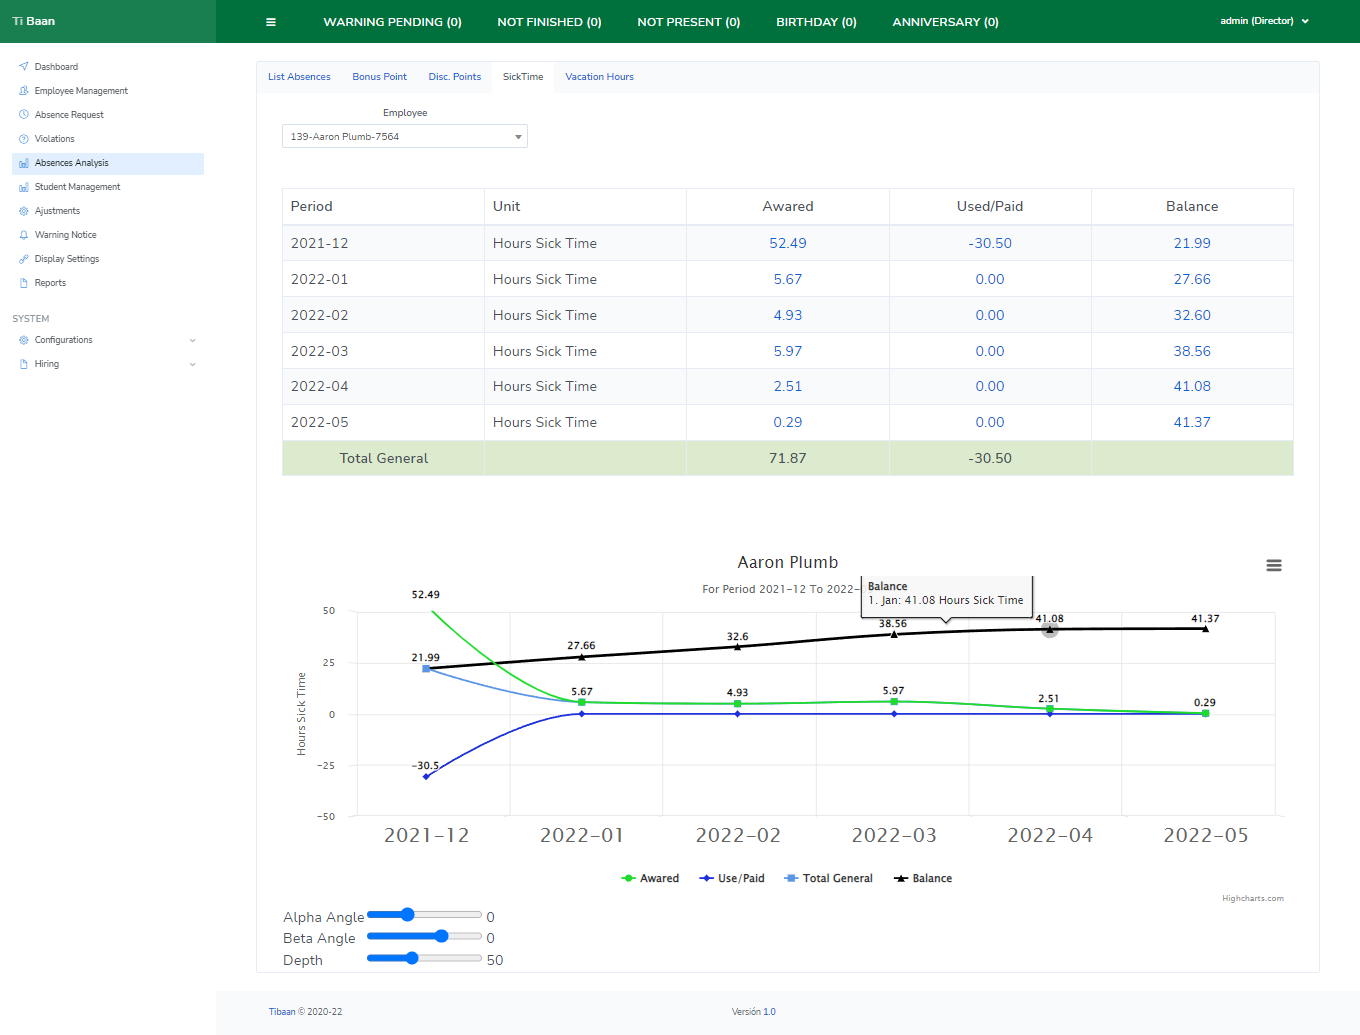 Ti Baan
WARNING PENDING (0) NOT FINISHED (0) NOT PRESENT (0) BIRTHDAY (0) ANNIVERSARY (0)
admin (Director)
Dashboard
Employee Management
Absence Request
Violations
Absences Analysis
Student Management
Ajustments
Warning Notice
Display Settings
Reports
SYSTEM
Configurations
Hiring
List Absences Bonus Point Disc. Points SickTime Vacation Hours
Employee
139-Aaron Plumb-7564
Period Unit Awared Used/Paid Balance
2021-12 Hours Sick Time 52.49 -30.50 21.99
2022-01 Hours Sick Time 5.67 0.00 27.66
2022-02 Hours Sick Time 4.93 0.00 32.60
2022-03 Hours Sick Time 5.97 0.00 38.56
2022-04 Hours Sick Time 2.51 0.00 41.08
2022-05 Hours Sick Time 0.29 0.00 41.37
Total General 71.87 -30.50
Aaron Plumb
For Period 2021-12 To 2022-
Balance
1. Jan: 41.08 Hours Sick Time
52.49
38.56 41.08 41.37
27.66 32.6
21.99
5.67 4.93 5.97 2.51 0.29
-30.5
50
25
0
-25
-50
Hours Sick Time
2021-12 2022-01 2022-02 2022-03 2022-04 2022-05
Awared Use/Paid Total General Balance
Highcharts.com
Alpha Angle 0
Beta Angle 0
Depth 50
Tibaan © 2020-22
Versión 1.0